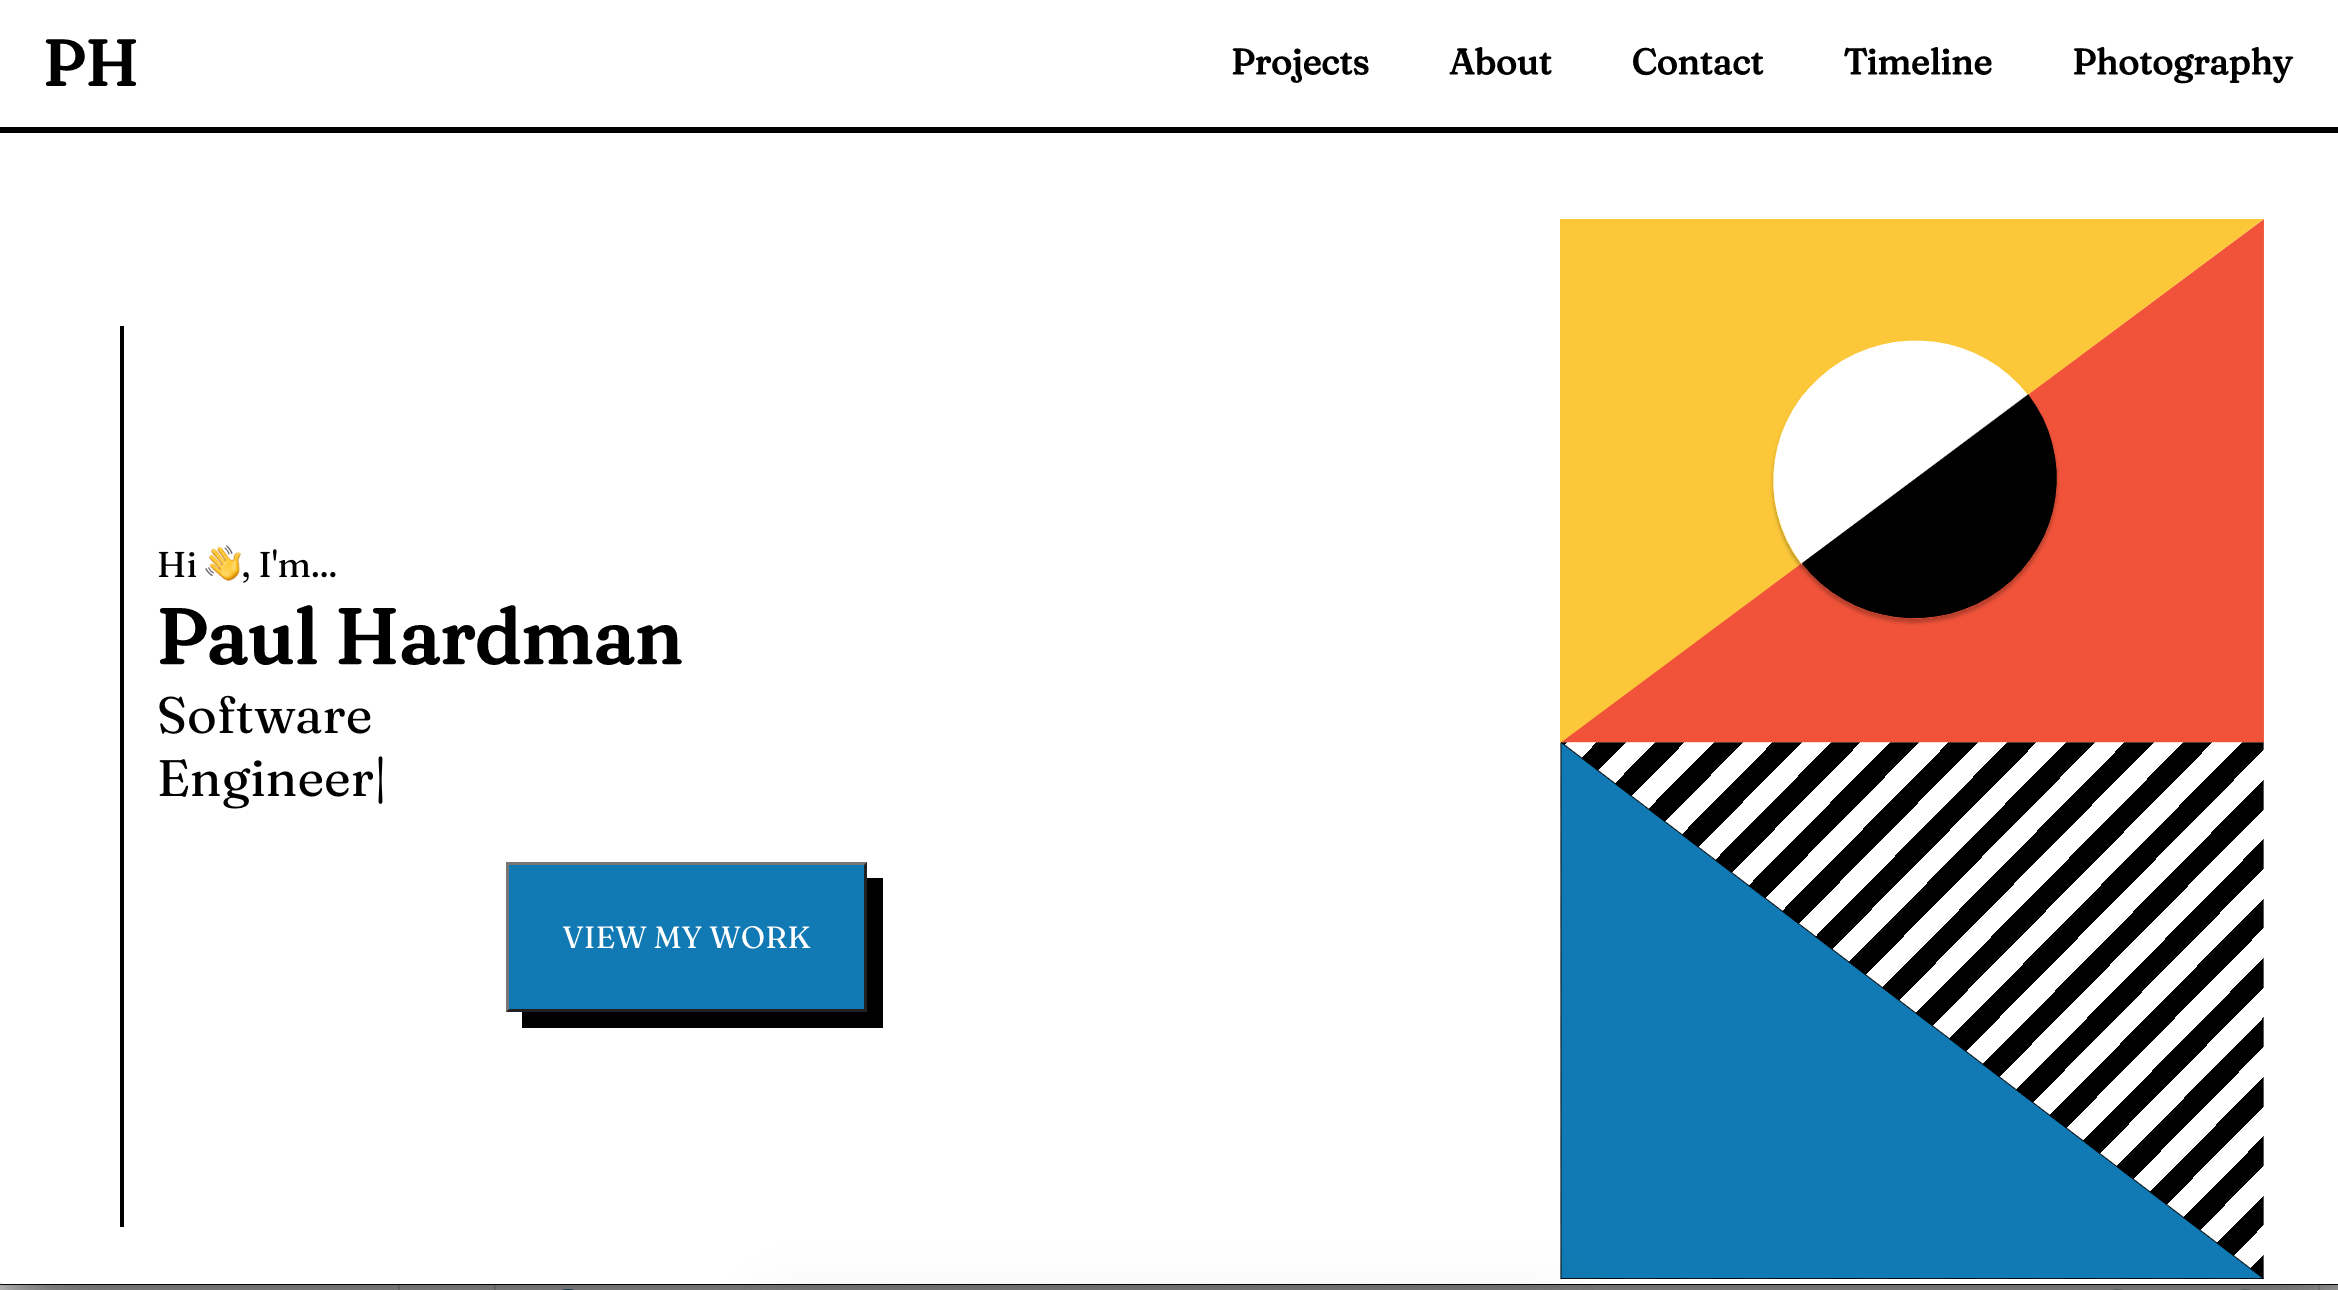 PH
Projects About Contact Timeline Photography
Hi 👋, I'm...
Paul Hardman
Software
Engineer|
VIEW MY WORK